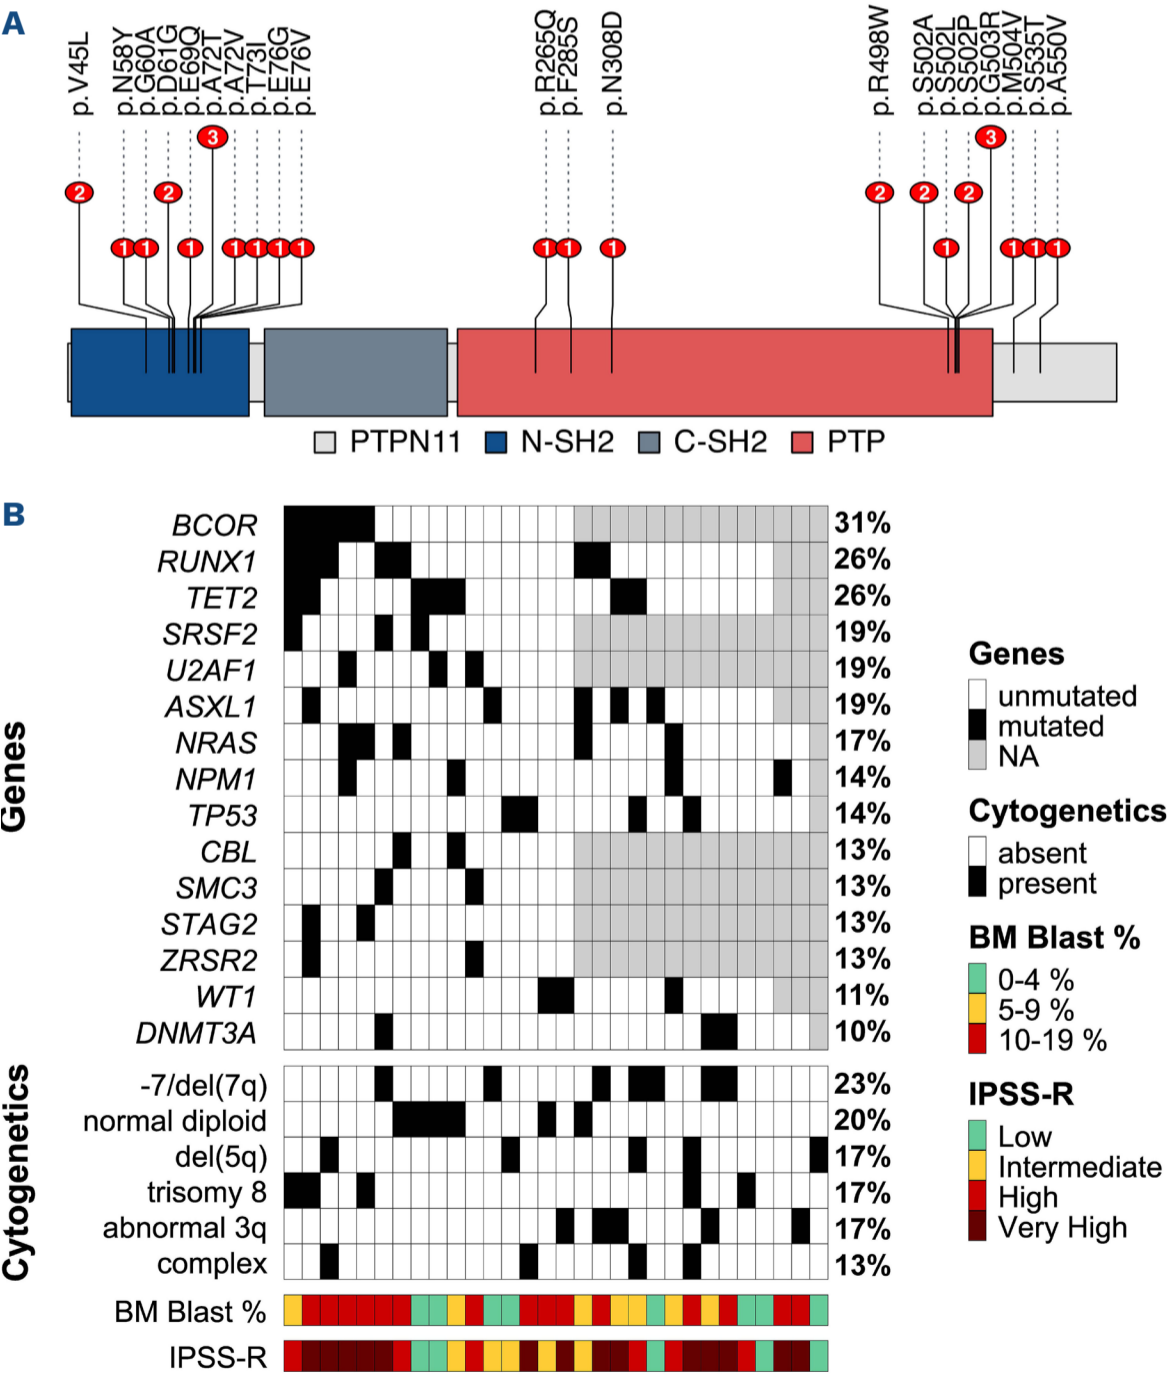 A
p.V45L
p.N58Y
p.G60A
p.D61G
p.E69Q
p.A72T
p.A72V
p.T73I
p.E76G
p.E76V
p.R265Q
p.F285S
p.N308D
p.R498W
p.S502A
p.S502L
p.S502P
p.G503R
p.M504V
p.S535T
p.A550V
3 3
2 2 2 2 2
1 1 1 1 1 1 1 1 1 1 1 1 1 1
PTPN11 N-SH2 C-SH2 PTP
B
Genes
BCOR 31%
RUNX1 26%
TET2 26%
SRSF2 19%
U2AF1 19%
ASXL1 19%
NRAS 17%
NPM1 14%
TP53 14%
CBL 13%
SMC3 13%
STAG2 13%
ZRSR2 13%
WT1 11%
DNMT3A 10%
Cytogenetics
-7/del(7q) 23%
normal diploid 20%
del(5q) 17%
trisomy 8 17%
abnormal 3q 17%
complex 13%
BM Blast %
IPSS-R
Genes
unmutated
mutated
NA
Cytogenetics
absent
present
BM Blast %
0-4 %
5-9 %
10-19 %
IPSS-R
Low
Intermediate
High
Very High